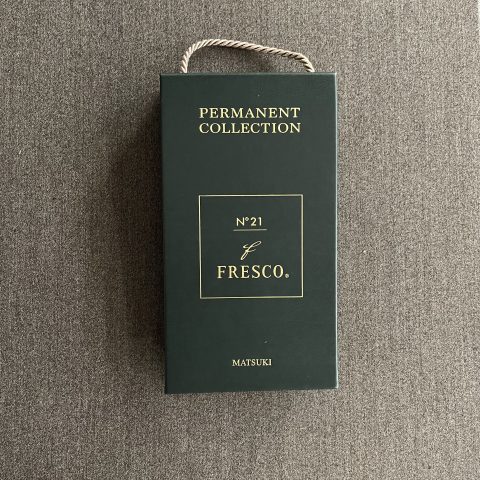 PERMANENT
COLLECTION
N°21
f
FRESCO®
MATSUKI